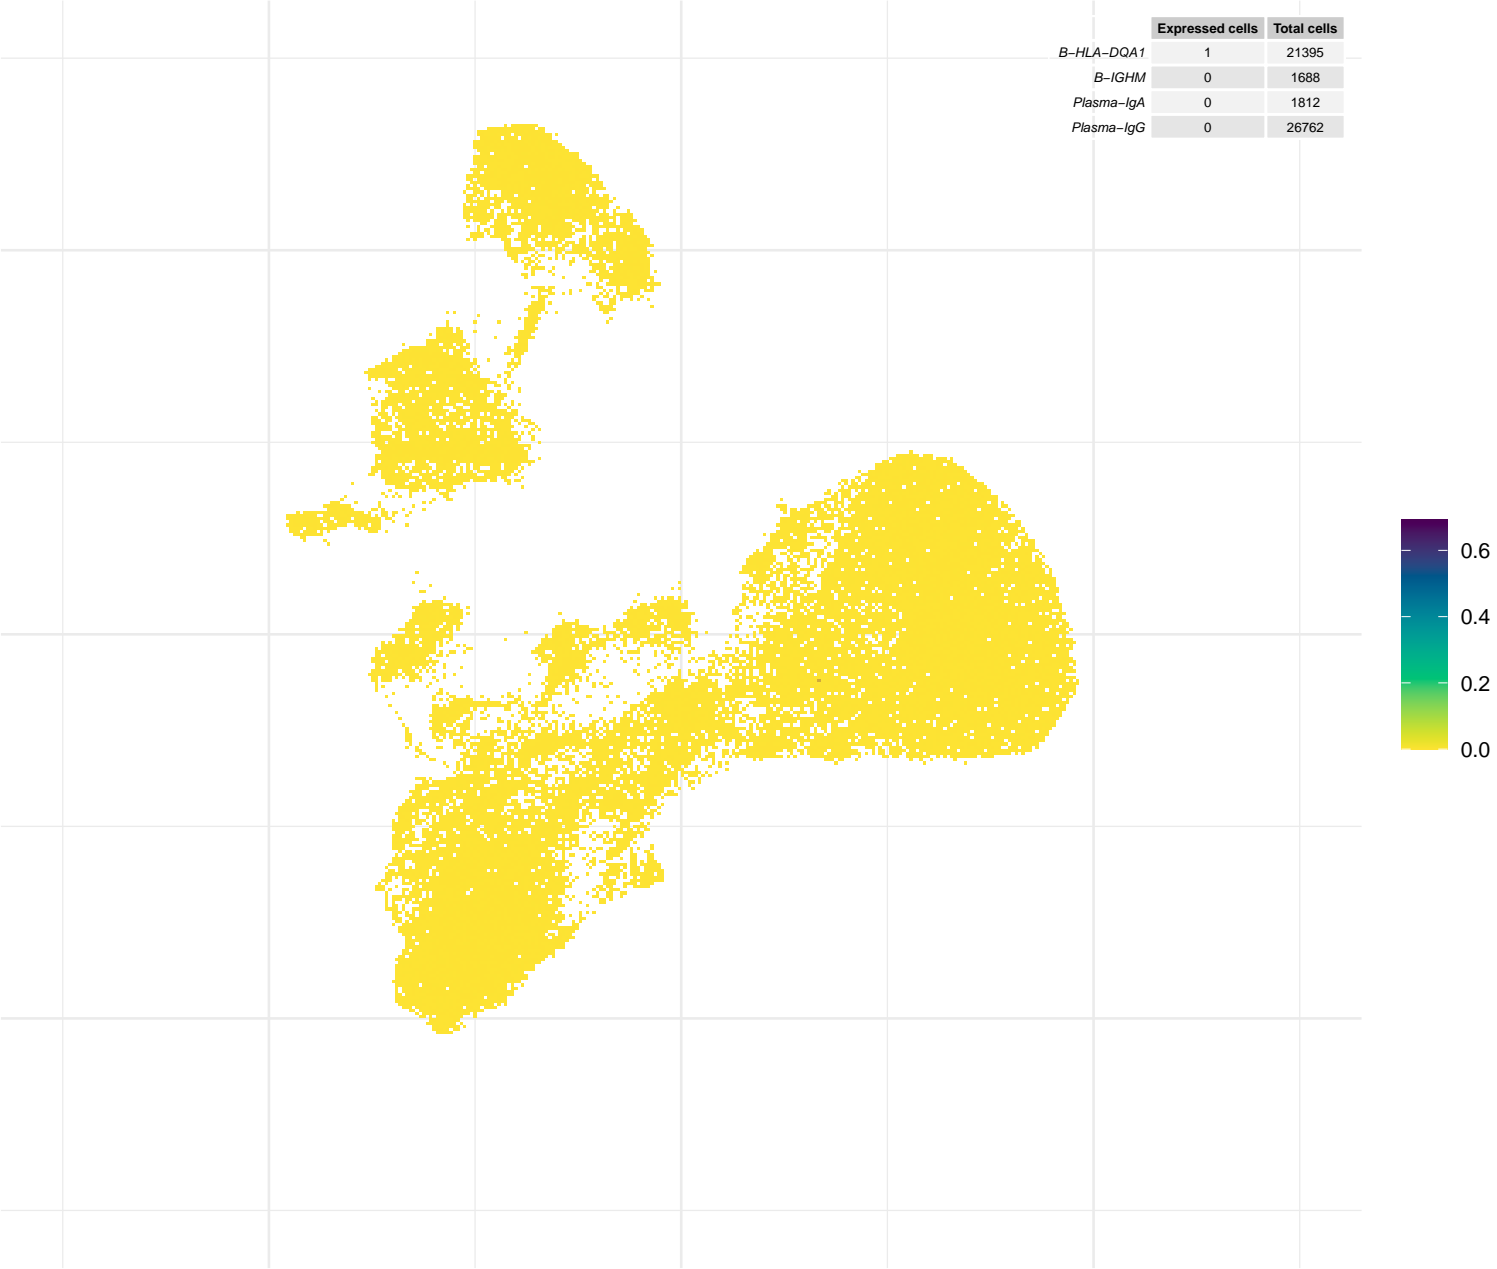 Expressed cells Total cells
B−HLA−DQA1 1 21395
B−IGHM 0 1688
Plasma−IgA 0 1812
Plasma−IgG 0 26762
0.6
0.4
0.2
0.0